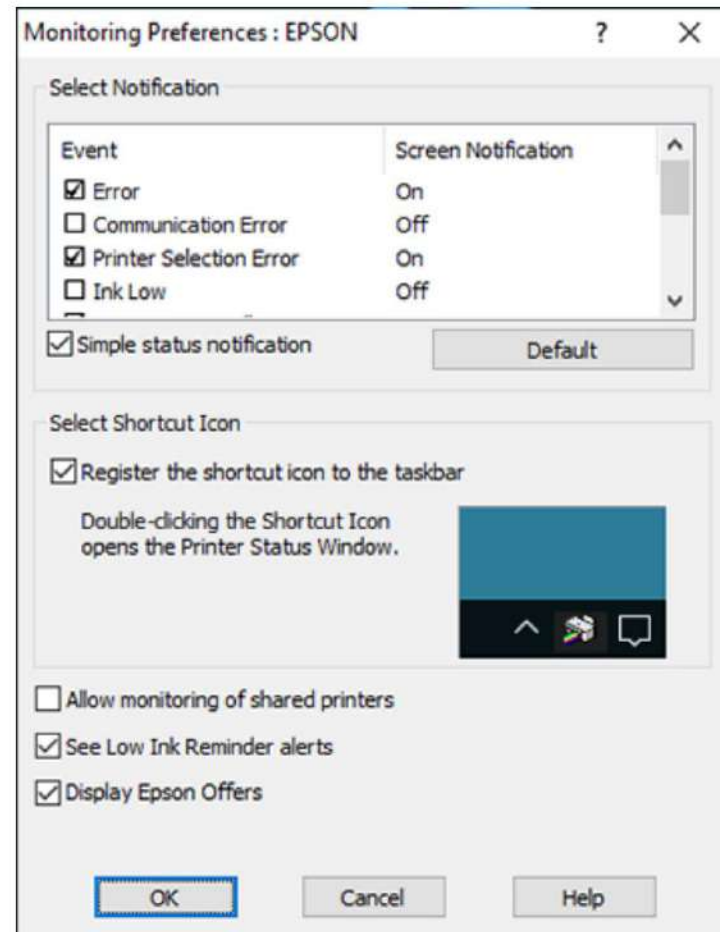 Monitoring Preferences : EPSON ?
Select Notification
Event Screen Notification
Error On
Communication Error Off
Printer Selection Error On
Ink Low Off
Simple status notification Default
Select Shortcut Icon
Register the shortcut icon to the taskbar
Double-clicking the Shortcut Icon
opens the Printer Status Window.
Allow monitoring of shared printers
See Low Ink Reminder alerts
Display Epson Offers
OK Cancel Help